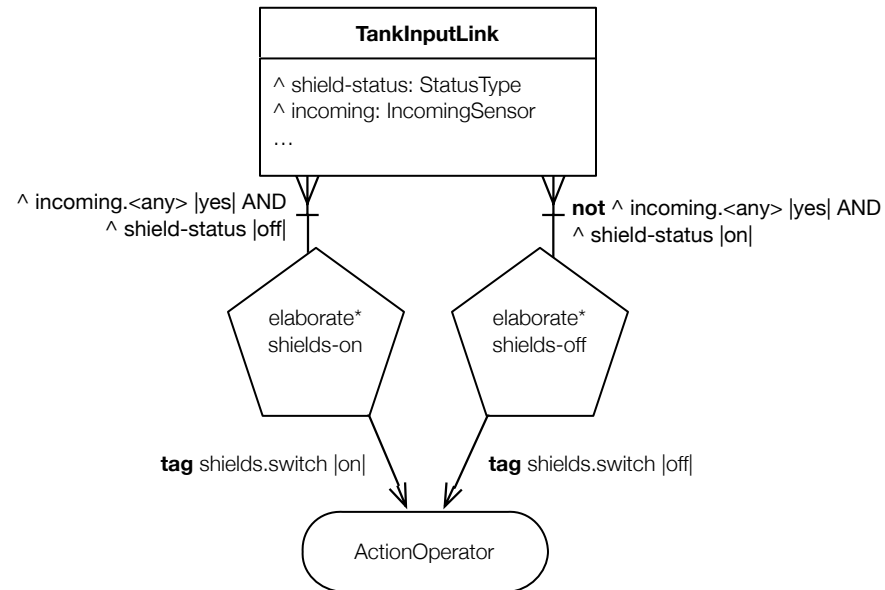 TankInputLink
^ shield-status: StatusType
^ incoming: IncomingSensor
…
^ incoming.<any> |yes| AND
^ shield-status |off|
not ^ incoming.<any> |yes| AND
^ shield-status |on|
elaborate*
shields-on
elaborate*
shields-off
tag shields.switch |on|
tag shields.switch |off|
ActionOperator